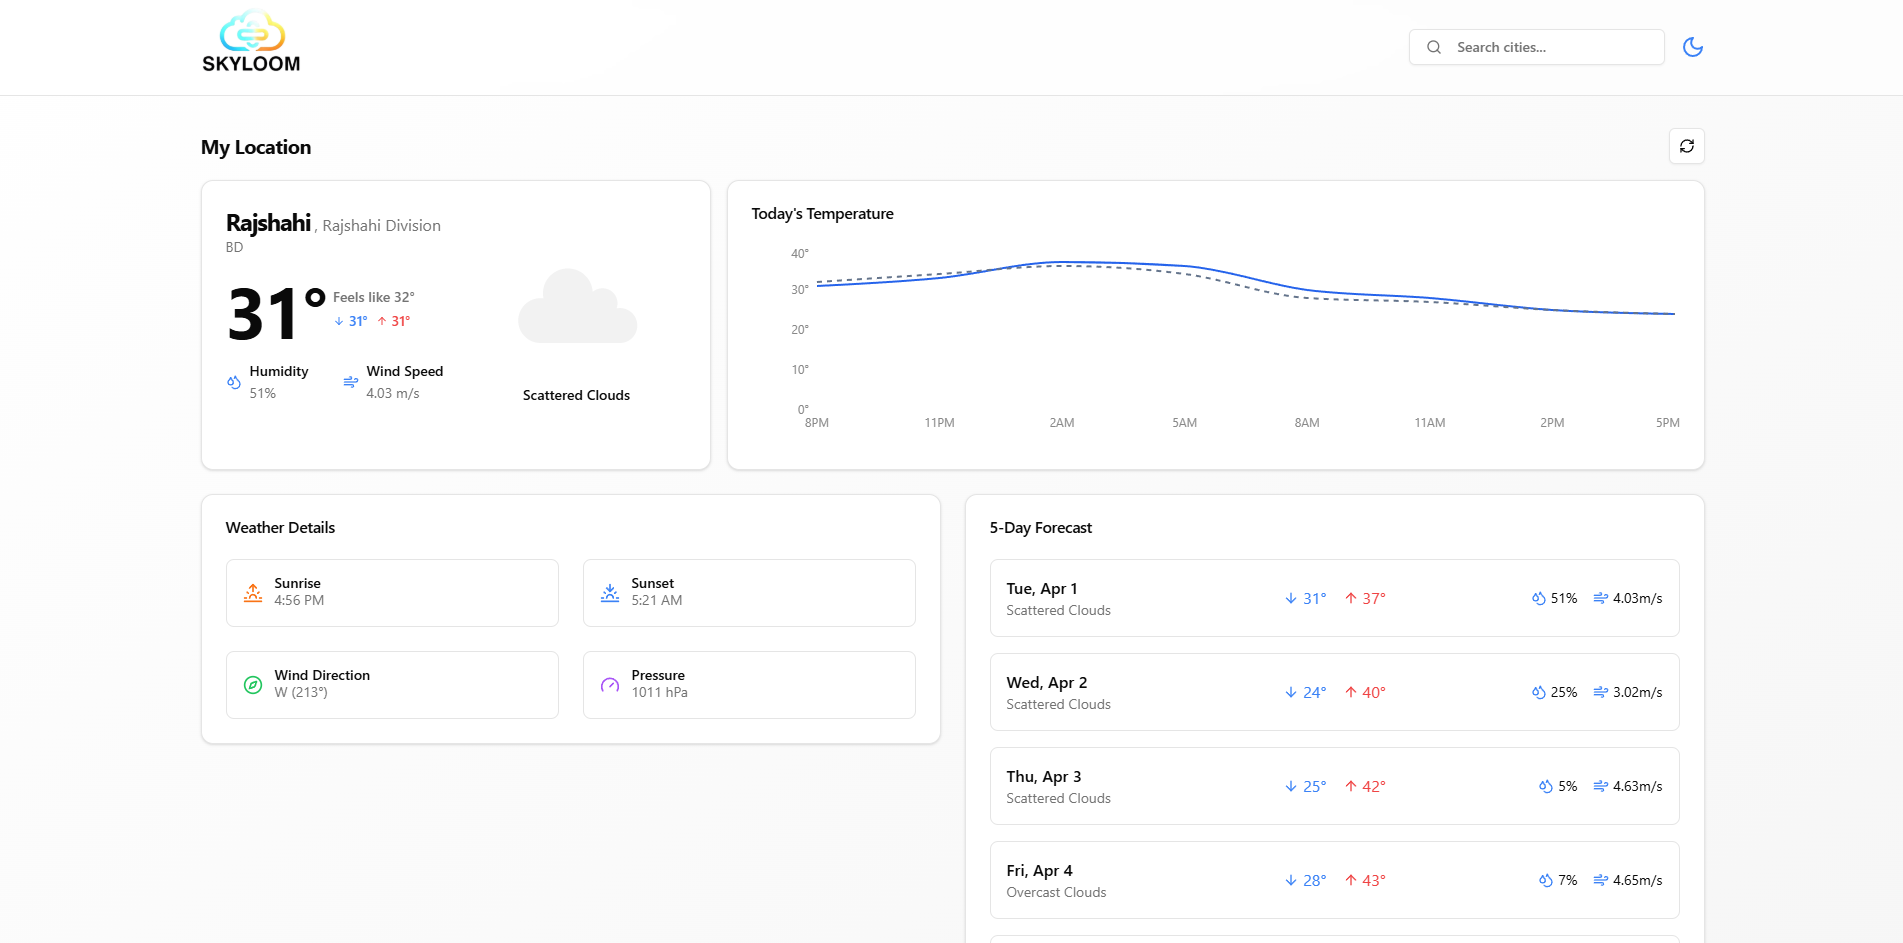 SKYLOOM
Search cities...
My Location
Rajshahi , Rajshahi Division
BD
31°
Feels like 32°
31° 31°
Humidity
51%
Wind Speed
4.03 m/s
Scattered Clouds
Today's Temperature
40°
30°
20°
10°
0°
8PM 11PM 2AM 5AM 8AM 11AM 2PM 5PM
Weather Details
Sunrise
4:56 PM
Sunset
5:21 AM
Wind Direction
W (213°)
Pressure
1011 hPa
5-Day Forecast
Tue, Apr 1
Scattered Clouds
31° 37° 51% 4.03m/s
Wed, Apr 2
Scattered Clouds
24° 40° 25% 3.02m/s
Thu, Apr 3
Scattered Clouds
25° 42° 5% 4.63m/s
Fri, Apr 4
Overcast Clouds
28° 43° 7% 4.65m/s